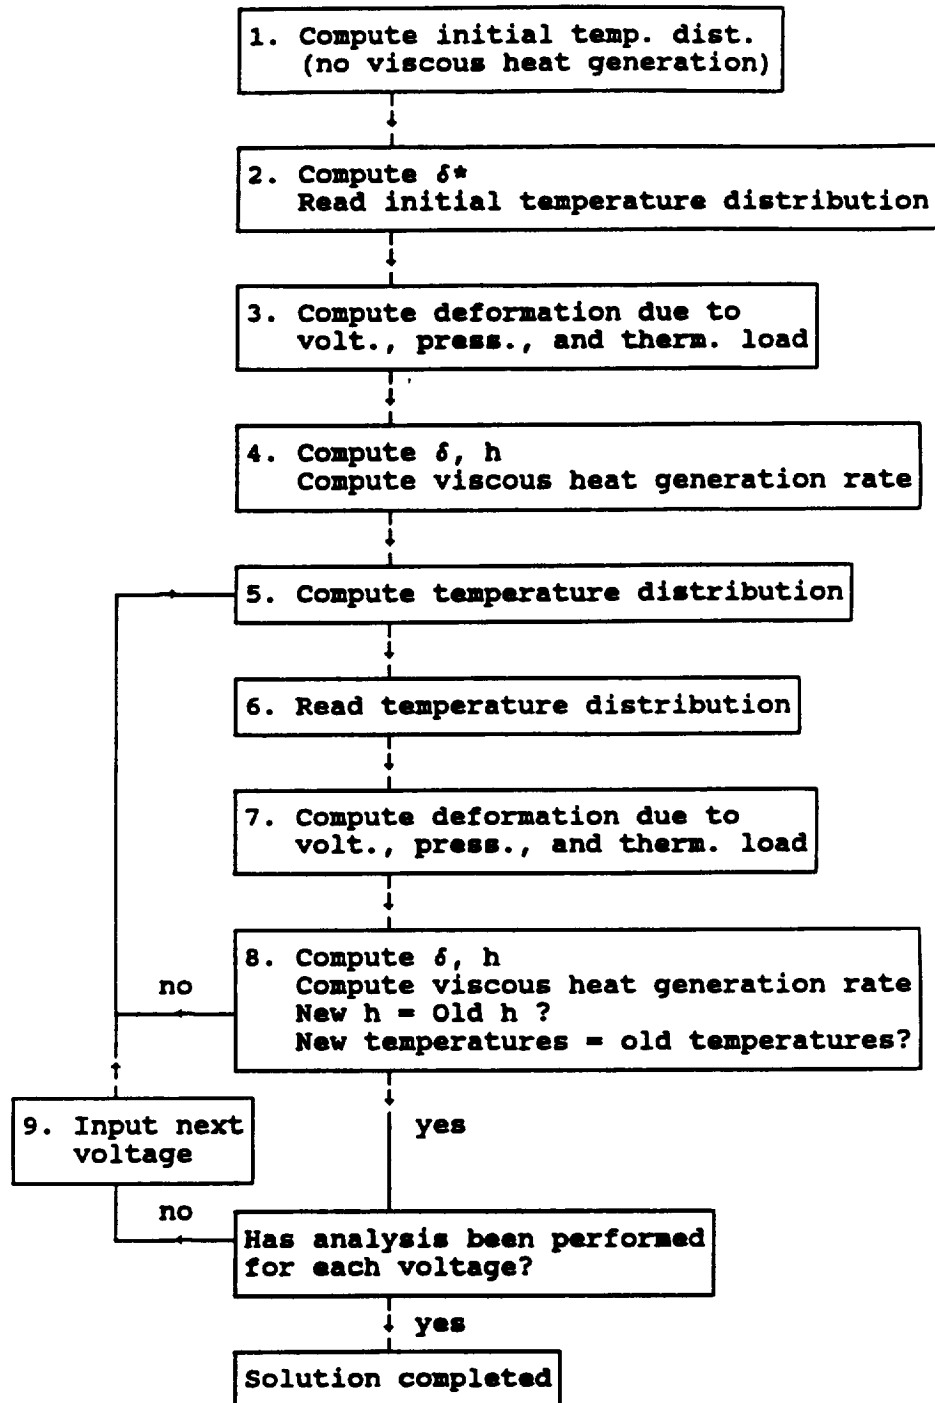 1. Compute initial temp. dist.
(no viscous heat generation)
2. Compute δ*
Read initial temperature distribution
3. Compute deformation due to
volt., press., and therm. load
4. Compute δ, h
Compute viscous heat generation rate
5. Compute temperature distribution
6. Read temperature distribution
7. Compute deformation due to
volt., press., and therm. load
8. Compute δ, h
Compute viscous heat generation rate
New h = Old h ?
New temperatures = old temperatures?
no
yes
9. Input next
voltage
no
Has analysis been performed
for each voltage?
yes
Solution completed